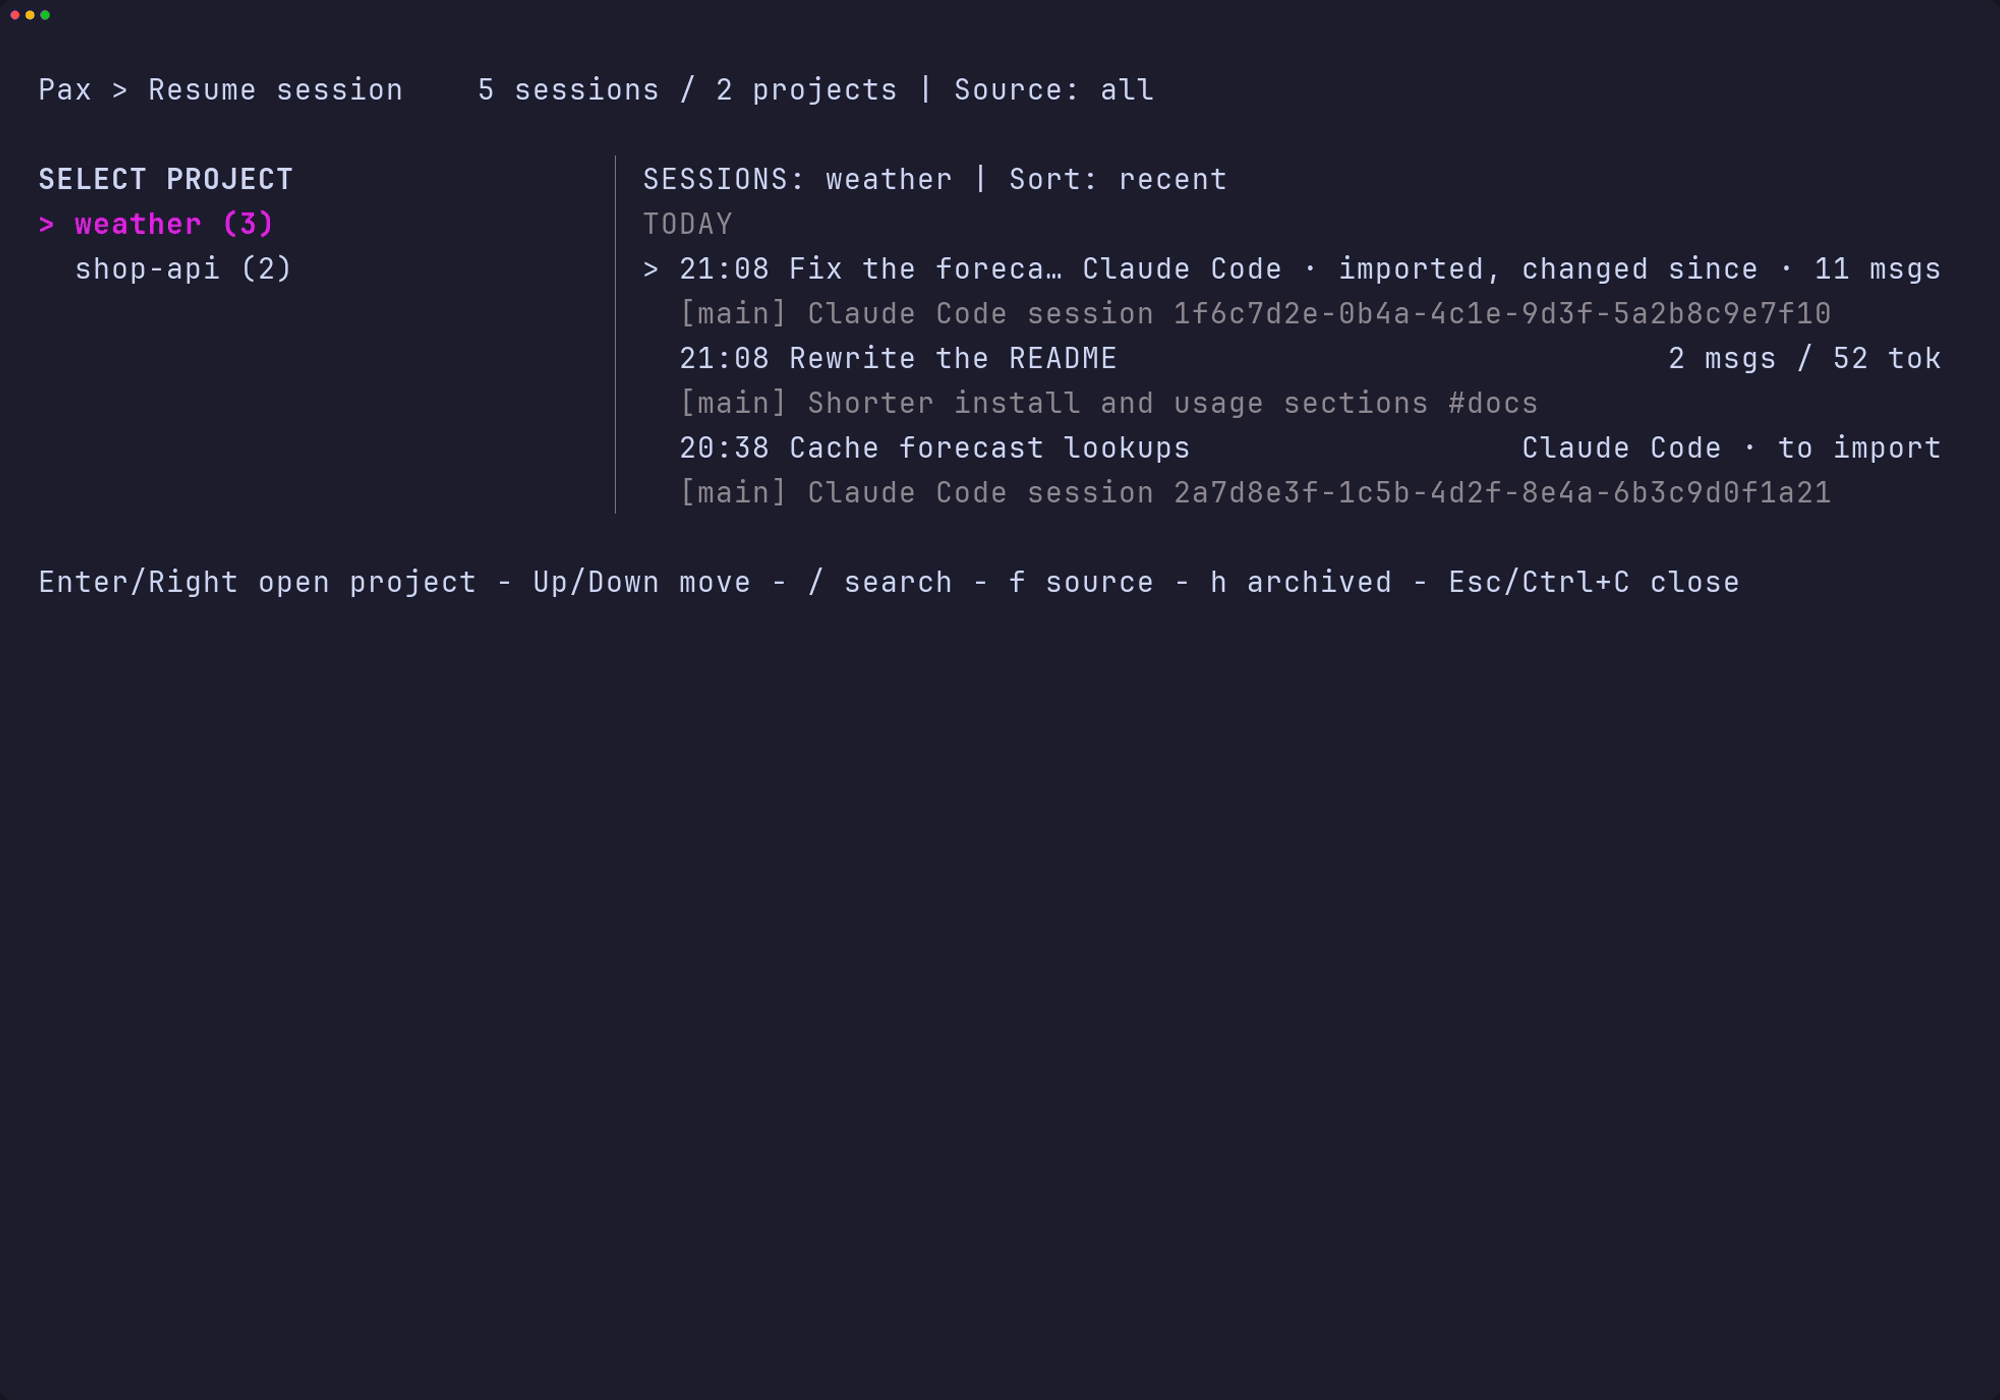 Pax > Resume session    5 sessions / 2 projects | Source: all
SELECT PROJECT
> weather (3)
shop-api (2)
SESSIONS: weather | Sort: recent
TODAY
> 21:08 Fix the foreca… Claude Code · imported, changed since · 11 msgs
[main] Claude Code session 1f6c7d2e-0b4a-4c1e-9d3f-5a2b8c9e7f10
21:08 Rewrite the README    2 msgs / 52 tok
[main] Shorter install and usage sections #docs
20:38 Cache forecast lookups    Claude Code · to import
[main] Claude Code session 2a7d8e3f-1c5b-4d2f-8e4a-6b3c9d0f1a21
Enter/Right open project - Up/Down move - / search - f source - h archived - Esc/Ctrl+C close